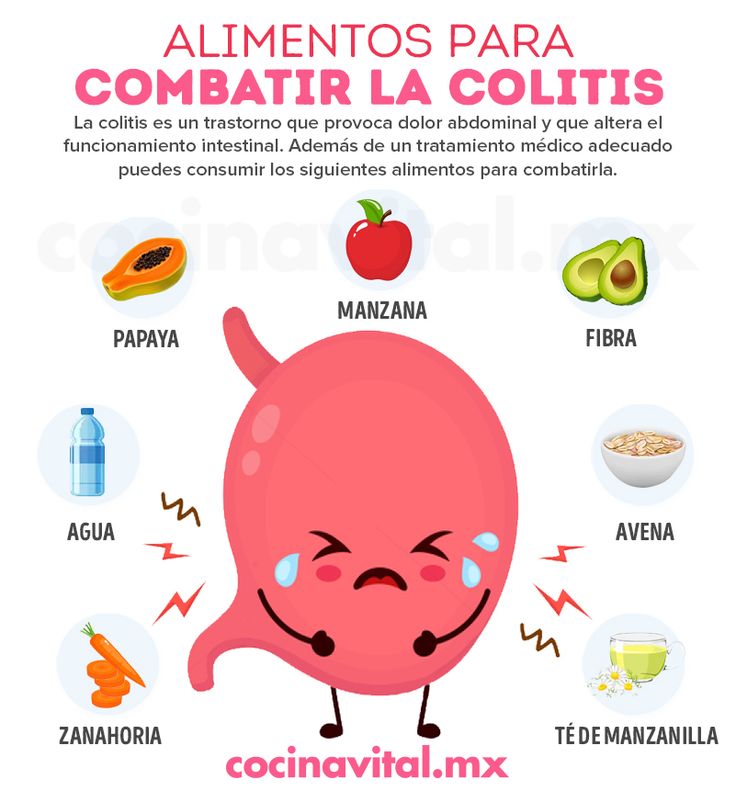 ALIMENTOS PARA
COMBATIR LA COLITIS
La colitis es un trastorno que provoca dolor abdominal y que altera el
funcionamiento intestinal. Además de un tratamiento médico adecuado
puedes consumir los siguientes alimentos para combatirla.
cocinavital.mx
MANZANA
PAPAYA
FIBRA
AGUA
AVENA
ZANAHORIA
TÉ DE MANZANILLA
cocinavital.mx